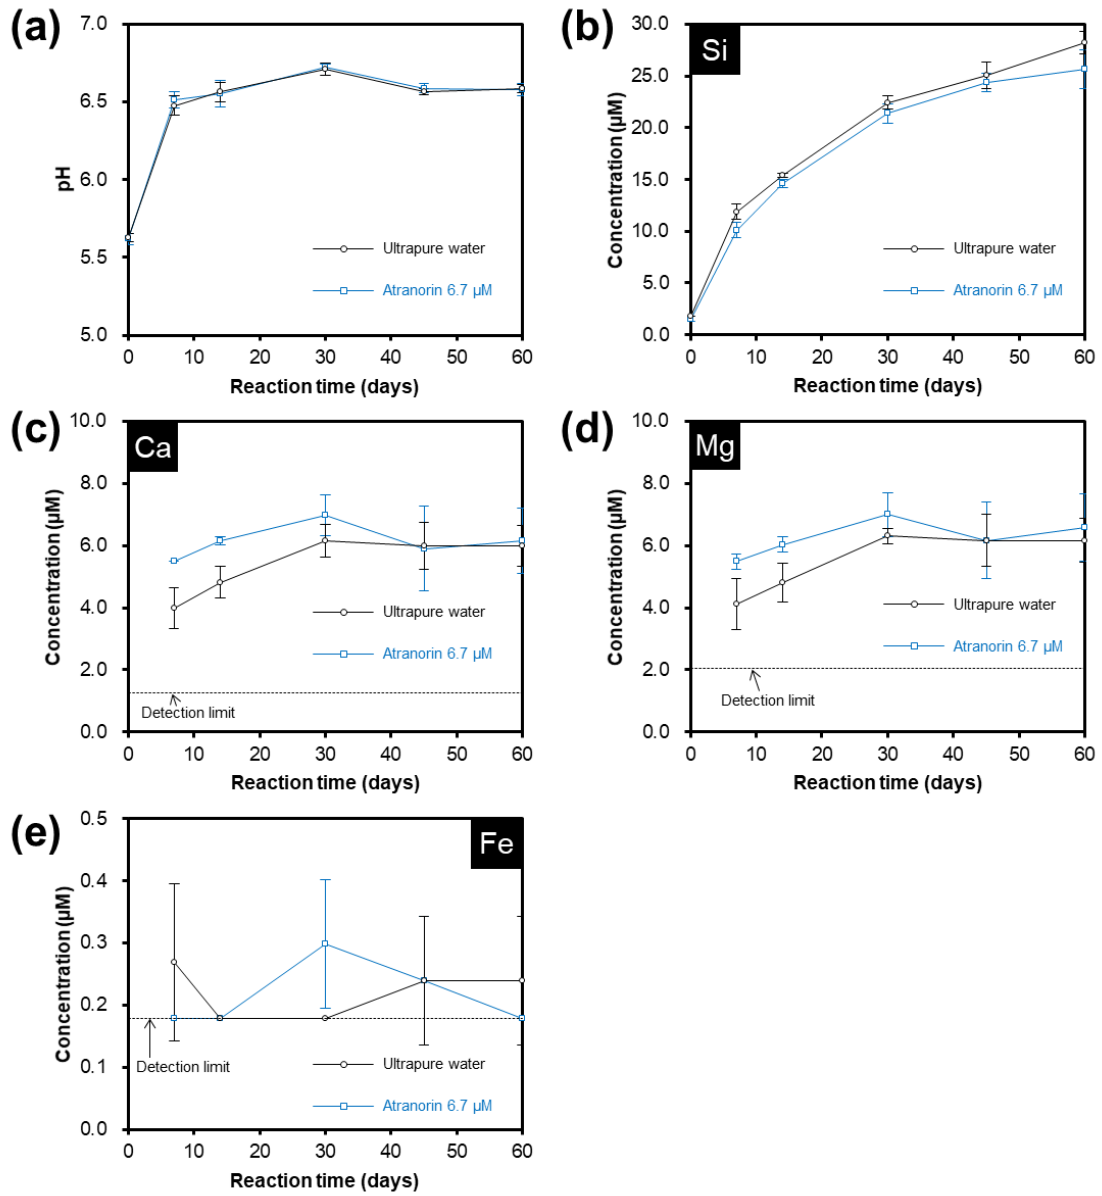 (a)
7.0
6.5
6.0
5.5
5.0
pH
Ultrapure water
Atranorin 6.7 µM
0 10 20 30 40 50 60
Reaction time (days)
(b)
Si
30.0
25.0
20.0
15.0
10.0
5.0
0.0
Concentration (µM)
Ultrapure water
Atranorin 6.7 µM
0 10 20 30 40 50 60
Reaction time (days)
(c)
Ca
10.0
8.0
6.0
4.0
2.0
0.0
Concentration (µM)
Ultrapure water
Atranorin 6.7 µM
Detection limit
0 10 20 30 40 50 60
Reaction time (days)
(d)
Mg
10.0
8.0
6.0
4.0
2.0
0.0
Concentration (µM)
Ultrapure water
Atranorin 6.7 µM
Detection limit
0 10 20 30 40 50 60
Reaction time (days)
(e)
Fe
0.5
0.4
0.3
0.2
0.1
0.0
Concentration (µM)
Detection limit
Ultrapure water
Atranorin 6.7 µM
0 10 20 30 40 50 60
Reaction time (days)